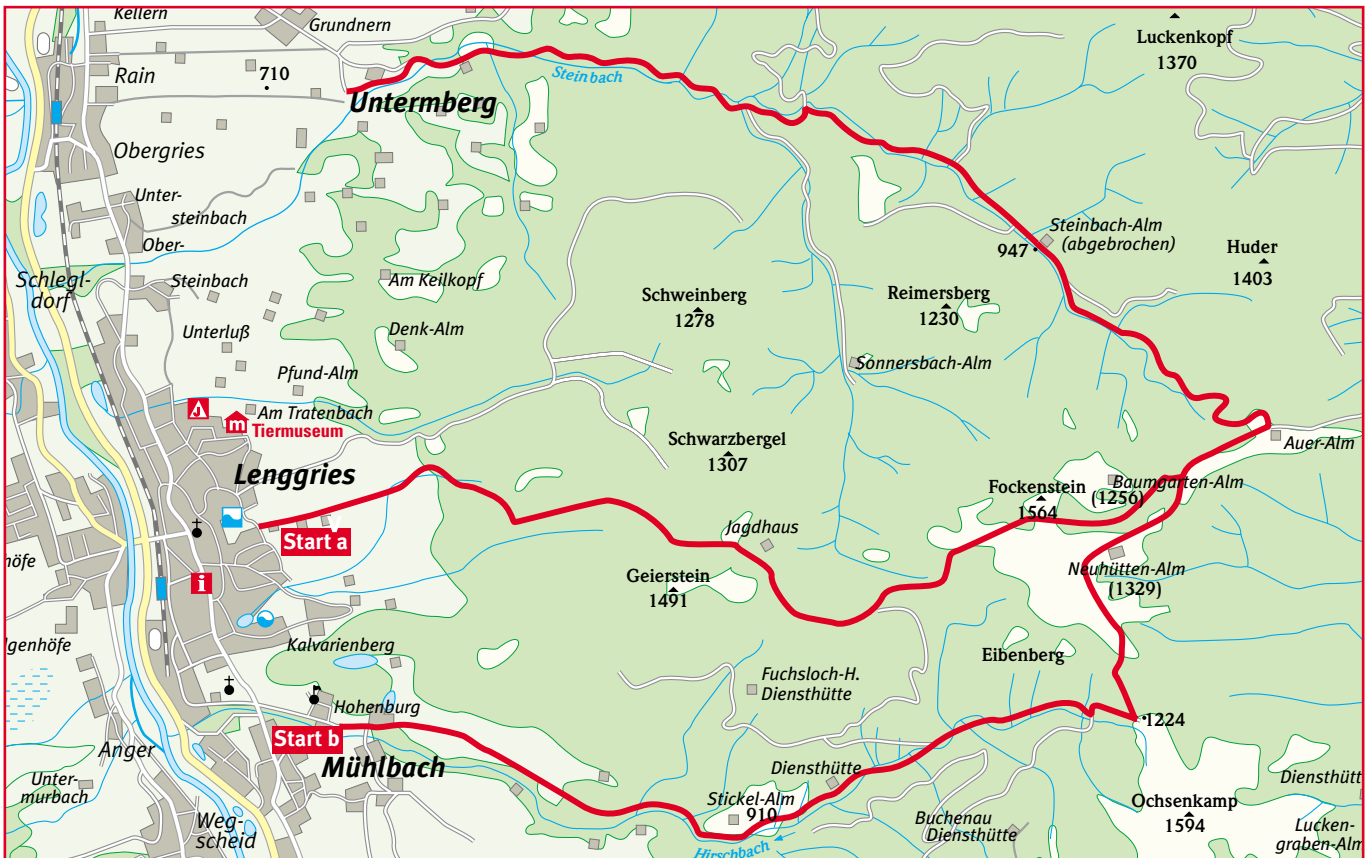 Kellern
Grundnern
Luckenkopf
1370
Rain
710
Steinbach
Untermberg
Obergries
Unter-
steinbach
Ober-
Steinbach-Alm
(abgebrochen)
947
Huder
1403
Schlegl-
dorf
Steinbach
Am Keilkopf
Schweinberg
1278
Reimersberg
1230
Unterluß
Denk-Alm
Sonnersbach-Alm
Pfund-Alm
Am Tratenbach
Tiermuseum
Schwarzbergel
1307
Auer-Alm
Lenggries
Fockenstein
1564
Baumgarten-Alm
(1256)
Start a
Jagdhaus
höfe
Geierstein
1491
Neuhütten-Alm
(1329)
i
lgenhöfe
Kalvarienberg
Eibenberg
Fuchsloch-H.
Diensthütte
Hohenburg
1224
Start b
Anger
Mühlbach
Unter-
murbach
Diensthütte
Diensthütt
Stickel-Alm
910
Ochsenkamp
1594
Weg-
scheid
Buchenau
Diensthütte
Lucken-
graben-Alm
Hirschbach